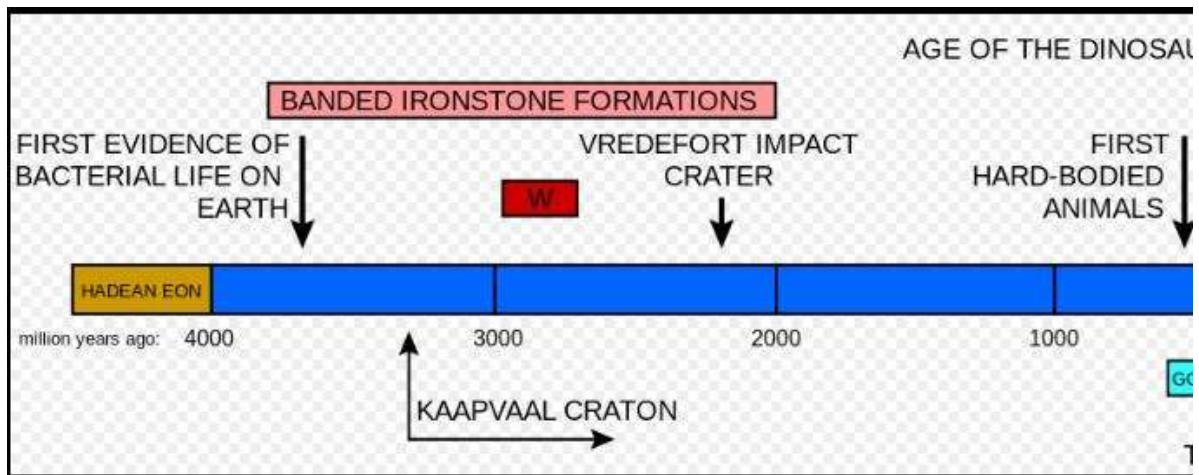 AGE OF THE DINOSAU
BANDED IRONSTONE FORMATIONS
FIRST EVIDENCE OF
BACTERIAL LIFE ON
EARTH
VREDEFORT IMPACT
CRATER
FIRST
HARD-BODIED
ANIMALS
W
HADEAN EON
million years ago: 4000 3000 2000 1000
GO
KAAPVAAL CRATON
T